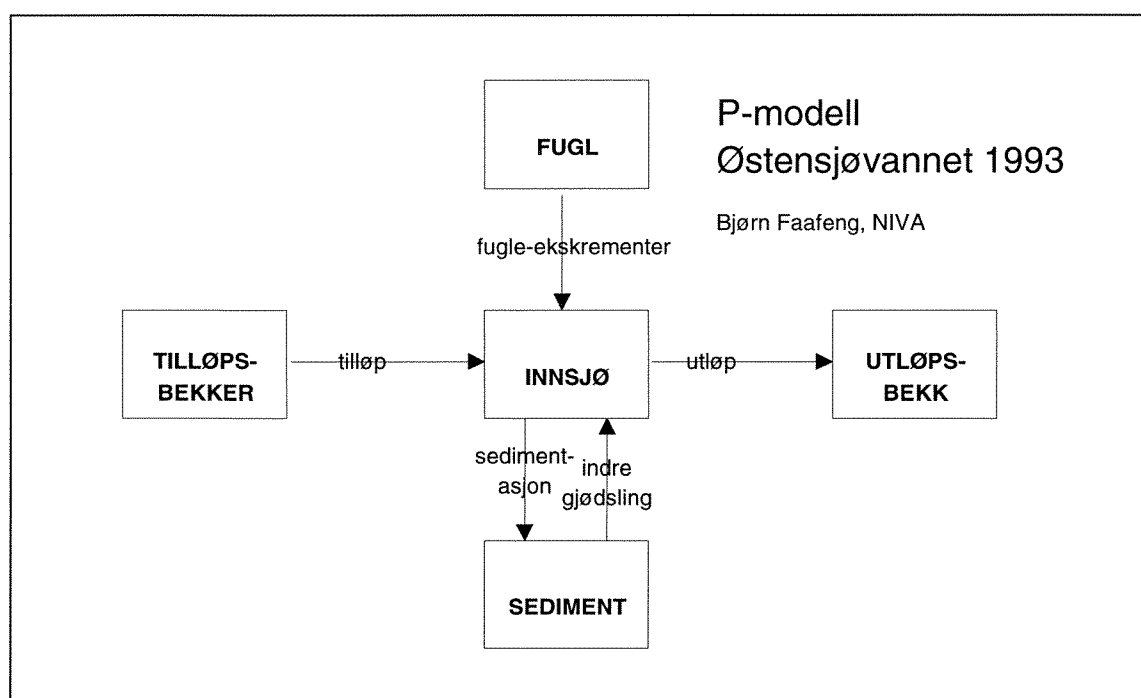 FUGL
P-modell
Østensjøvannet 1993
Bjørn Faafeng, NIVA
fugle-ekskrementer
TILLØPS-
BEKKER
tilløp
INNSJØ
utløp
UTLØPS-
BEKK
sediment-
asjon
indre
gjødsling
SEDIMENT